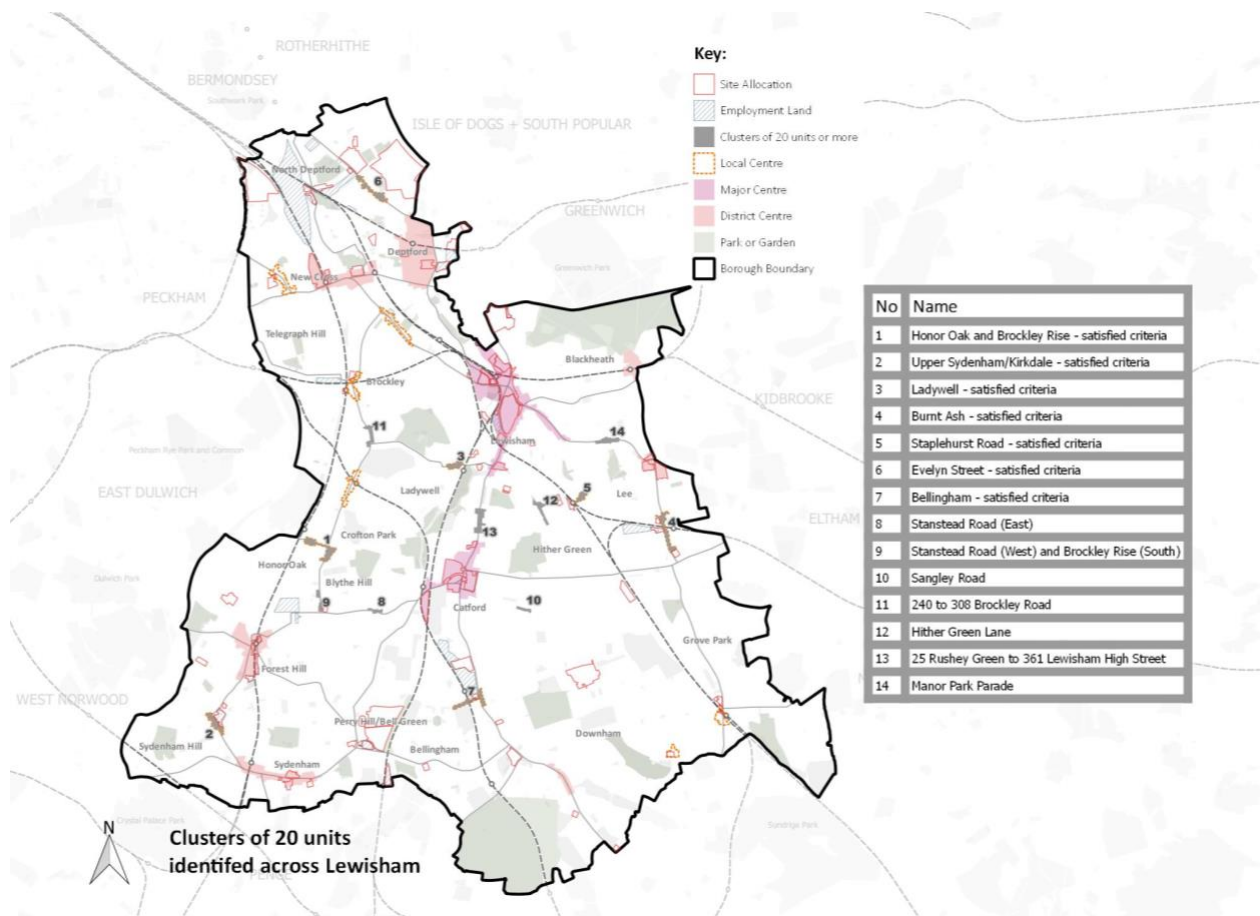 ROTHERHITHE
BERMONDSEY
Southwark Park
ISLE OF DOGS + SOUTH POPULAR
North Deptford
6
GREENWICH
Deptford
Greenwich Park
New Cross
PECKHAM
Telegraph Hill
Blackheath
Brockley
KIDBROOKE
11
14
Peckham Rye Park and Common
Lewisham
3
EAST DULWICH
Ladywell
Lee
5
12
4
ELTHAM
13
1
Crofton Park
Hither Green
Honor Oak
Dulwich Park
Blythe Hill
9
8
Catford
10
Grove Park
Forest Hill
WEST NORWOOD
7
Perry Hill/Bell Green
2
Sydenham Hill
Bellingham
Downham
Sydenham
Crystal Palace Park
Sundridge Park
PENGE
N
Clusters of 20 units
identifed across Lewisham
Key:
Site Allocation
Employment Land
Clusters of 20 units or more
Local Centre
Major Centre
District Centre
Park or Garden
Borough Boundary
No Name
1 Honor Oak and Brockley Rise - satisfied criteria
2 Upper Sydenham/Kirkdale - satisfied criteria
3 Ladywell - satisfied criteria
4 Burnt Ash - satisfied criteria
5 Staplehurst Road - satisfied criteria
6 Evelyn Street - satisfied criteria
7 Bellingham - satisfied criteria
8 Stanstead Road (East)
9 Stanstead Road (West) and Brockley Rise (South)
10 Sangley Road
11 240 to 308 Brockley Road
12 Hither Green Lane
13 25 Rushey Green to 361 Lewisham High Street
14 Manor Park Parade